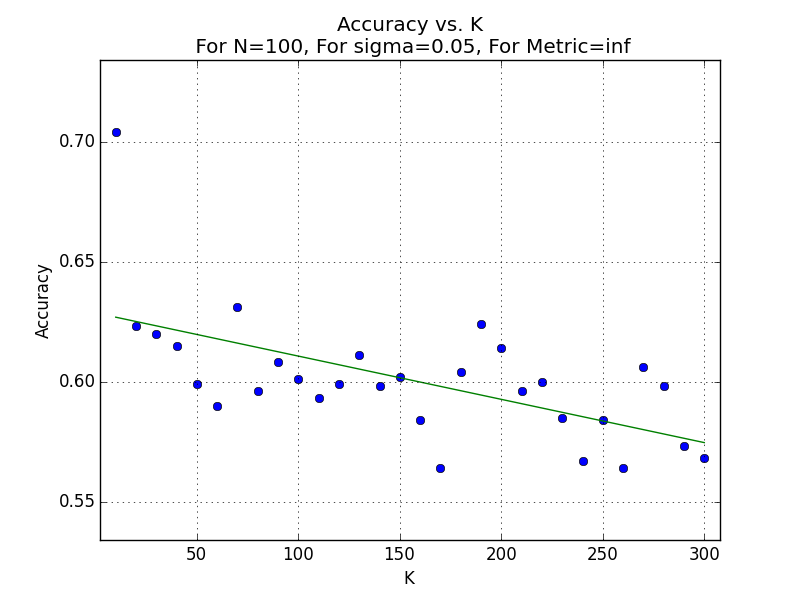 Accuracy vs. K
For N=100, For sigma=0.05, For Metric=inf
0.70
0.65
0.60
0.55
Accuracy
50 100 150 200 250 300
K